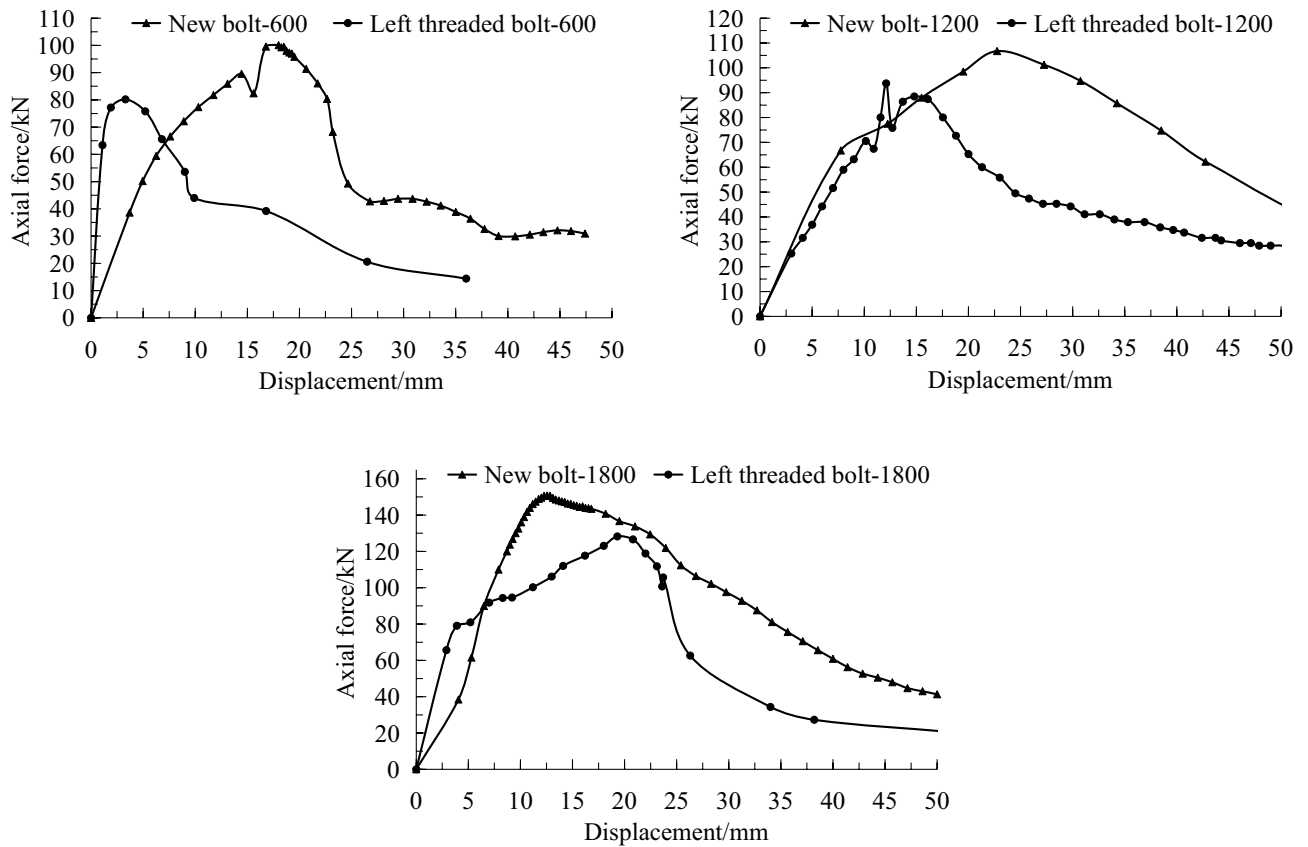 New bolt-600 Left threaded bolt-600
110
100
90
80
70
60
50
40
30
20
10
0
Axial force/kN
0 5 10 15 20 25 30 35 40 45 50
Displacement/mm
New bolt-1200 Left threaded bolt-1200
120
110
100
90
80
70
60
50
40
30
20
10
0
Axial force/kN
0 5 10 15 20 25 30 35 40 45 50
Displacement/mm
New bolt-1800 Left threaded bolt-1800
160
140
120
100
80
60
40
20
0
Axial force/kN
0 5 10 15 20 25 30 35 40 45 50
Displacement/mm